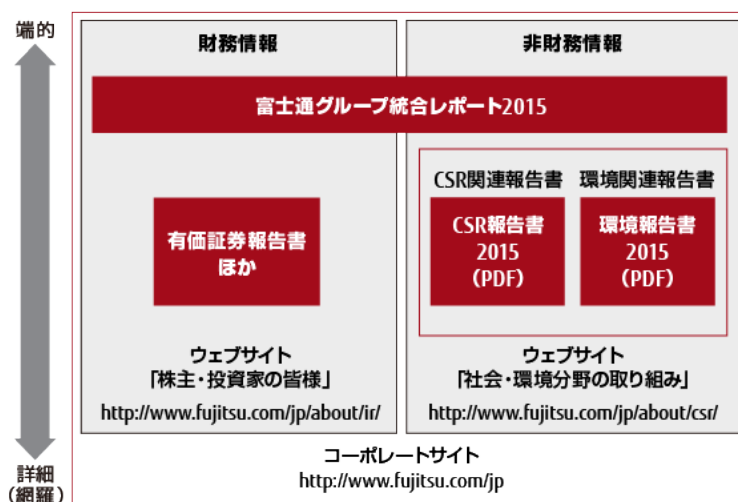 端的
財務情報
非財務情報
富士通グループ統合レポート2015
CSR関連報告書
環境関連報告書
有価証券報告書
ほか
CSR報告書
2015
(PDF)
環境報告書
2015
(PDF)
ウェブサイト
「株主・投資家の皆様」
http://www.fujitsu.com/jp/about/ir/
ウェブサイト
「社会・環境分野の取り組み」
http://www.fujitsu.com/jp/about/csr/
詳細
(網羅)
コーポレートサイト
http://www.fujitsu.com/jp